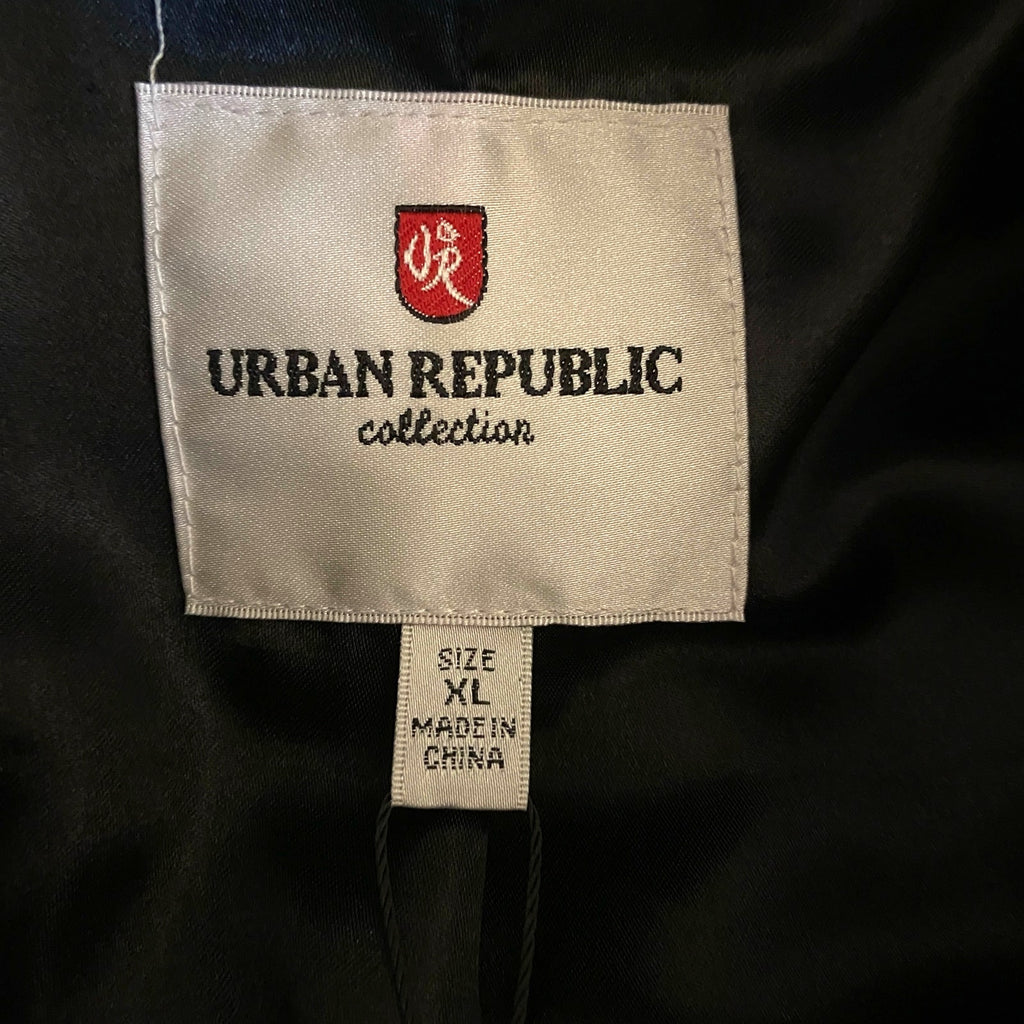 UR
URBAN REPUBLIC
collection
SIZE
XL
MADE IN
CHINA